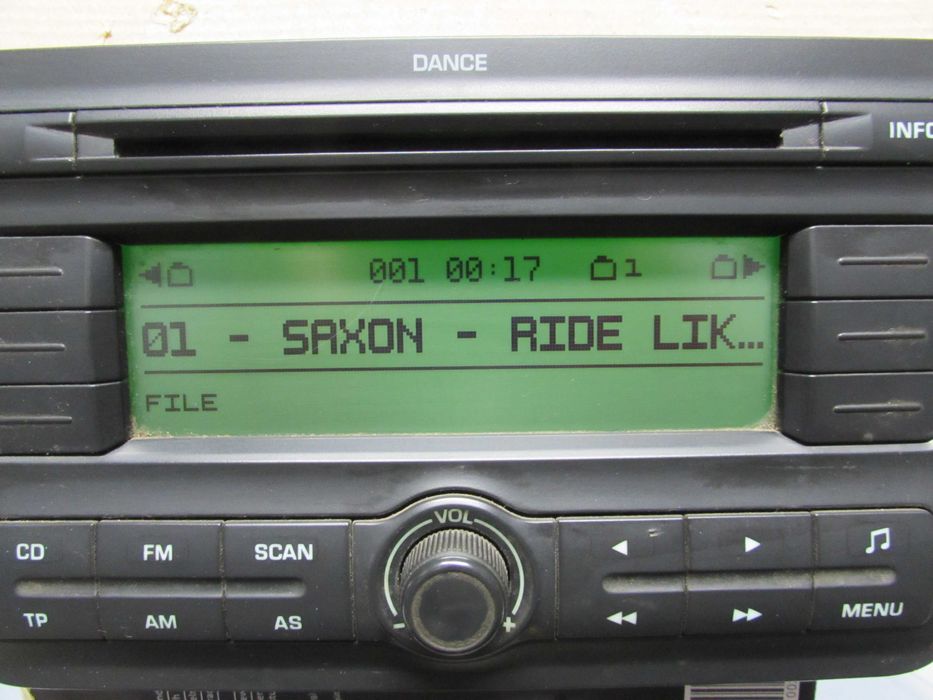 DANCE
INFO
001 00:17 1
01 - SAXON - RIDE LIK...
FILE
VOL
- +
CD FM SCAN
TP AM AS
MENU